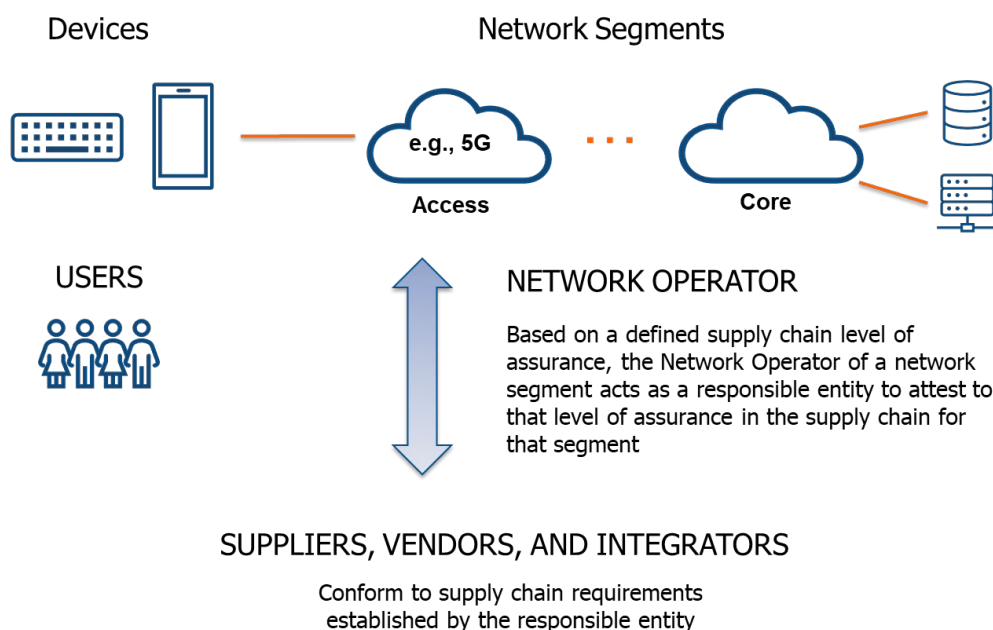 Devices
Network Segments
e.g., 5G
Access
Core
USERS
NETWORK OPERATOR
Based on a defined supply chain level of
assurance, the Network Operator of a network
segment acts as a responsible entity to attest to
that level of assurance in the supply chain for
that segment
SUPPLIERS, VENDORS, AND INTEGRATORS
Conform to supply chain requirements
established by the responsible entity